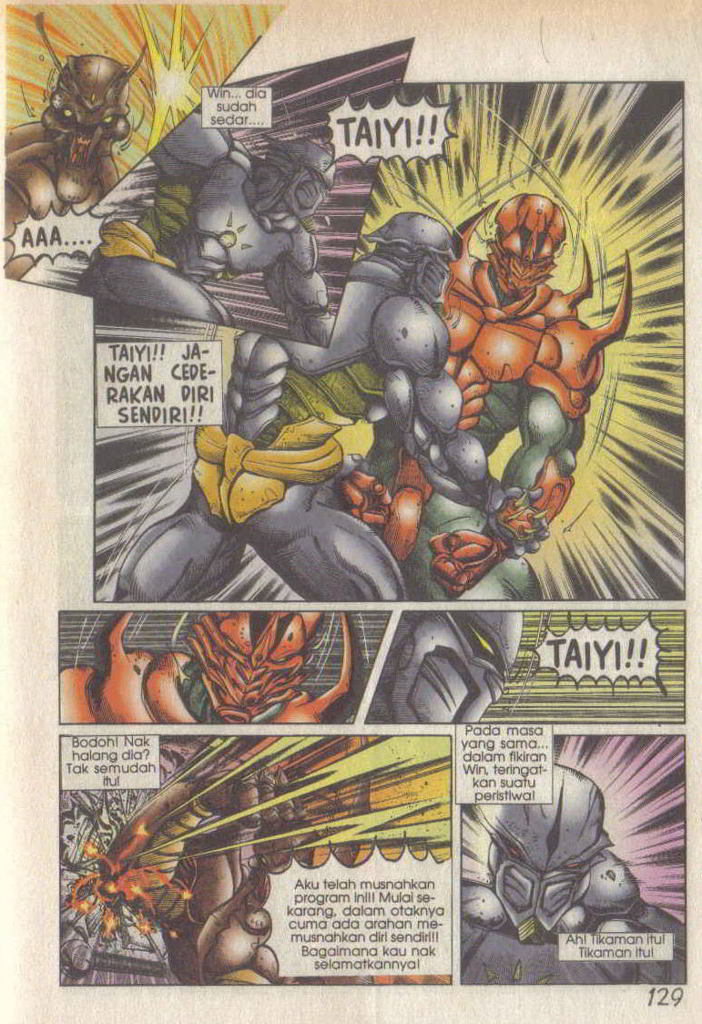 AAA....
Win... dia
sudah
sedar....
TAIYI!!
TAIYI!! JA-
NGAN CEDE-
RAKAN DIRI
SENDIRI!!
TAIYI!!
Bodoh! Nak
halang dia?
Tak semudah
itu!
Aku telah musnahkan
program ini!! Mulai se-
karang, dalam otaknya
cuma ada arahan me-
musnahkan diri sendiri!!
Bagaimana kau nak
selamatkannya!
Pada masa
yang sama...
dalam fikiran
Win, teringat-
kan suatu
peristiwa!
Ah! Tikaman itu!
Tikaman itu!
129